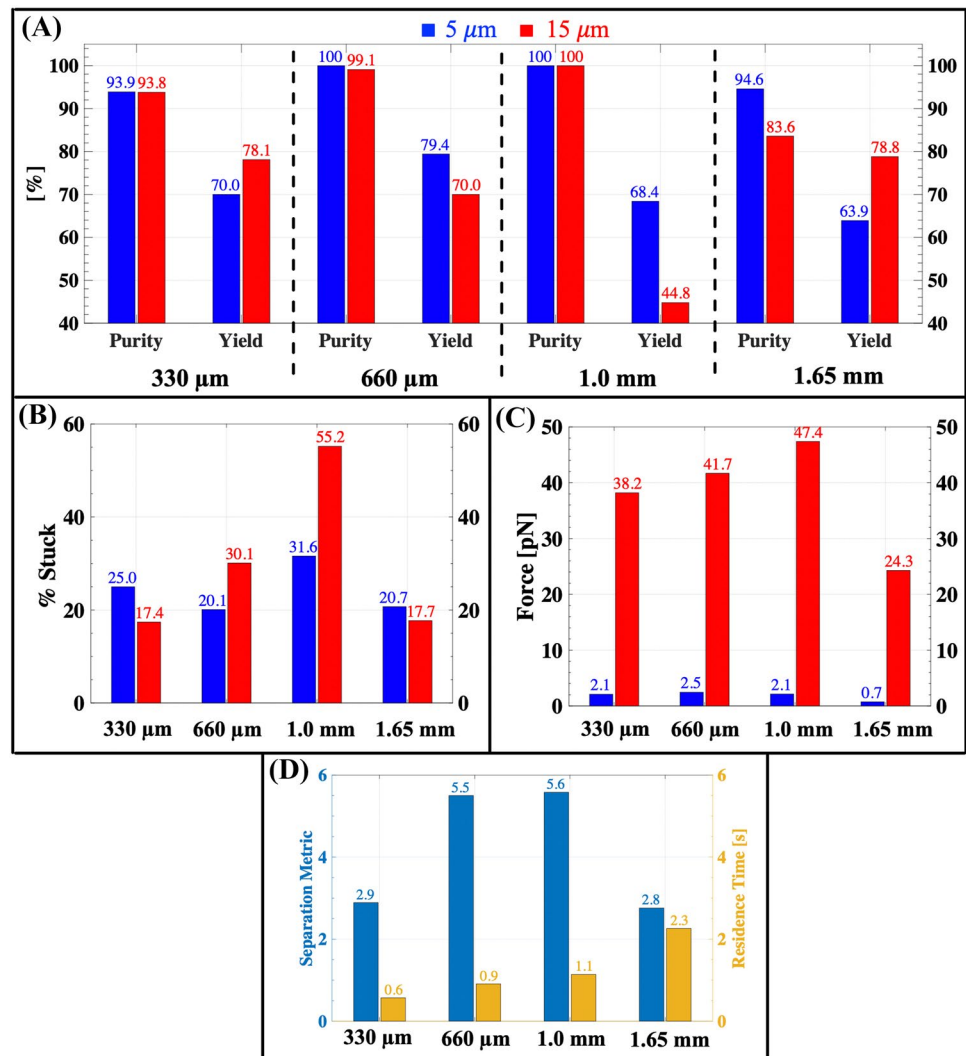 (A)
5 μm 15 μm
[%]
100
90
80
70
60
50
40
93.9 93.8 70.0 78.1 100 99.1 79.4 70.0 100 100 68.4 44.8 94.6 83.6 63.9 78.8
100
90
80
70
60
50
40
Purity Yield Purity Yield Purity Yield Purity Yield
330 µm 660 µm 1.0 mm 1.65 mm
(B)
% Stuck
60
40
20
0
25.0 17.4 20.1 30.1 31.6 55.2 20.7 17.7
60
40
20
0
330 µm 660 µm 1.0 mm 1.65 mm
(C)
Force [pN]
50
40
30
20
10
0
2.1 38.2 2.5 41.7 2.1 47.4 0.7 24.3
50
40
30
20
10
0
330 µm 660 µm 1.0 mm 1.65 mm
(D)
Separation Metric
6
4
2
0
2.9 0.6 5.5 0.9 5.6 1.1 2.8 2.3
6
4
2
0
Residence Time [s]
330 µm 660 µm 1.0 mm 1.65 mm